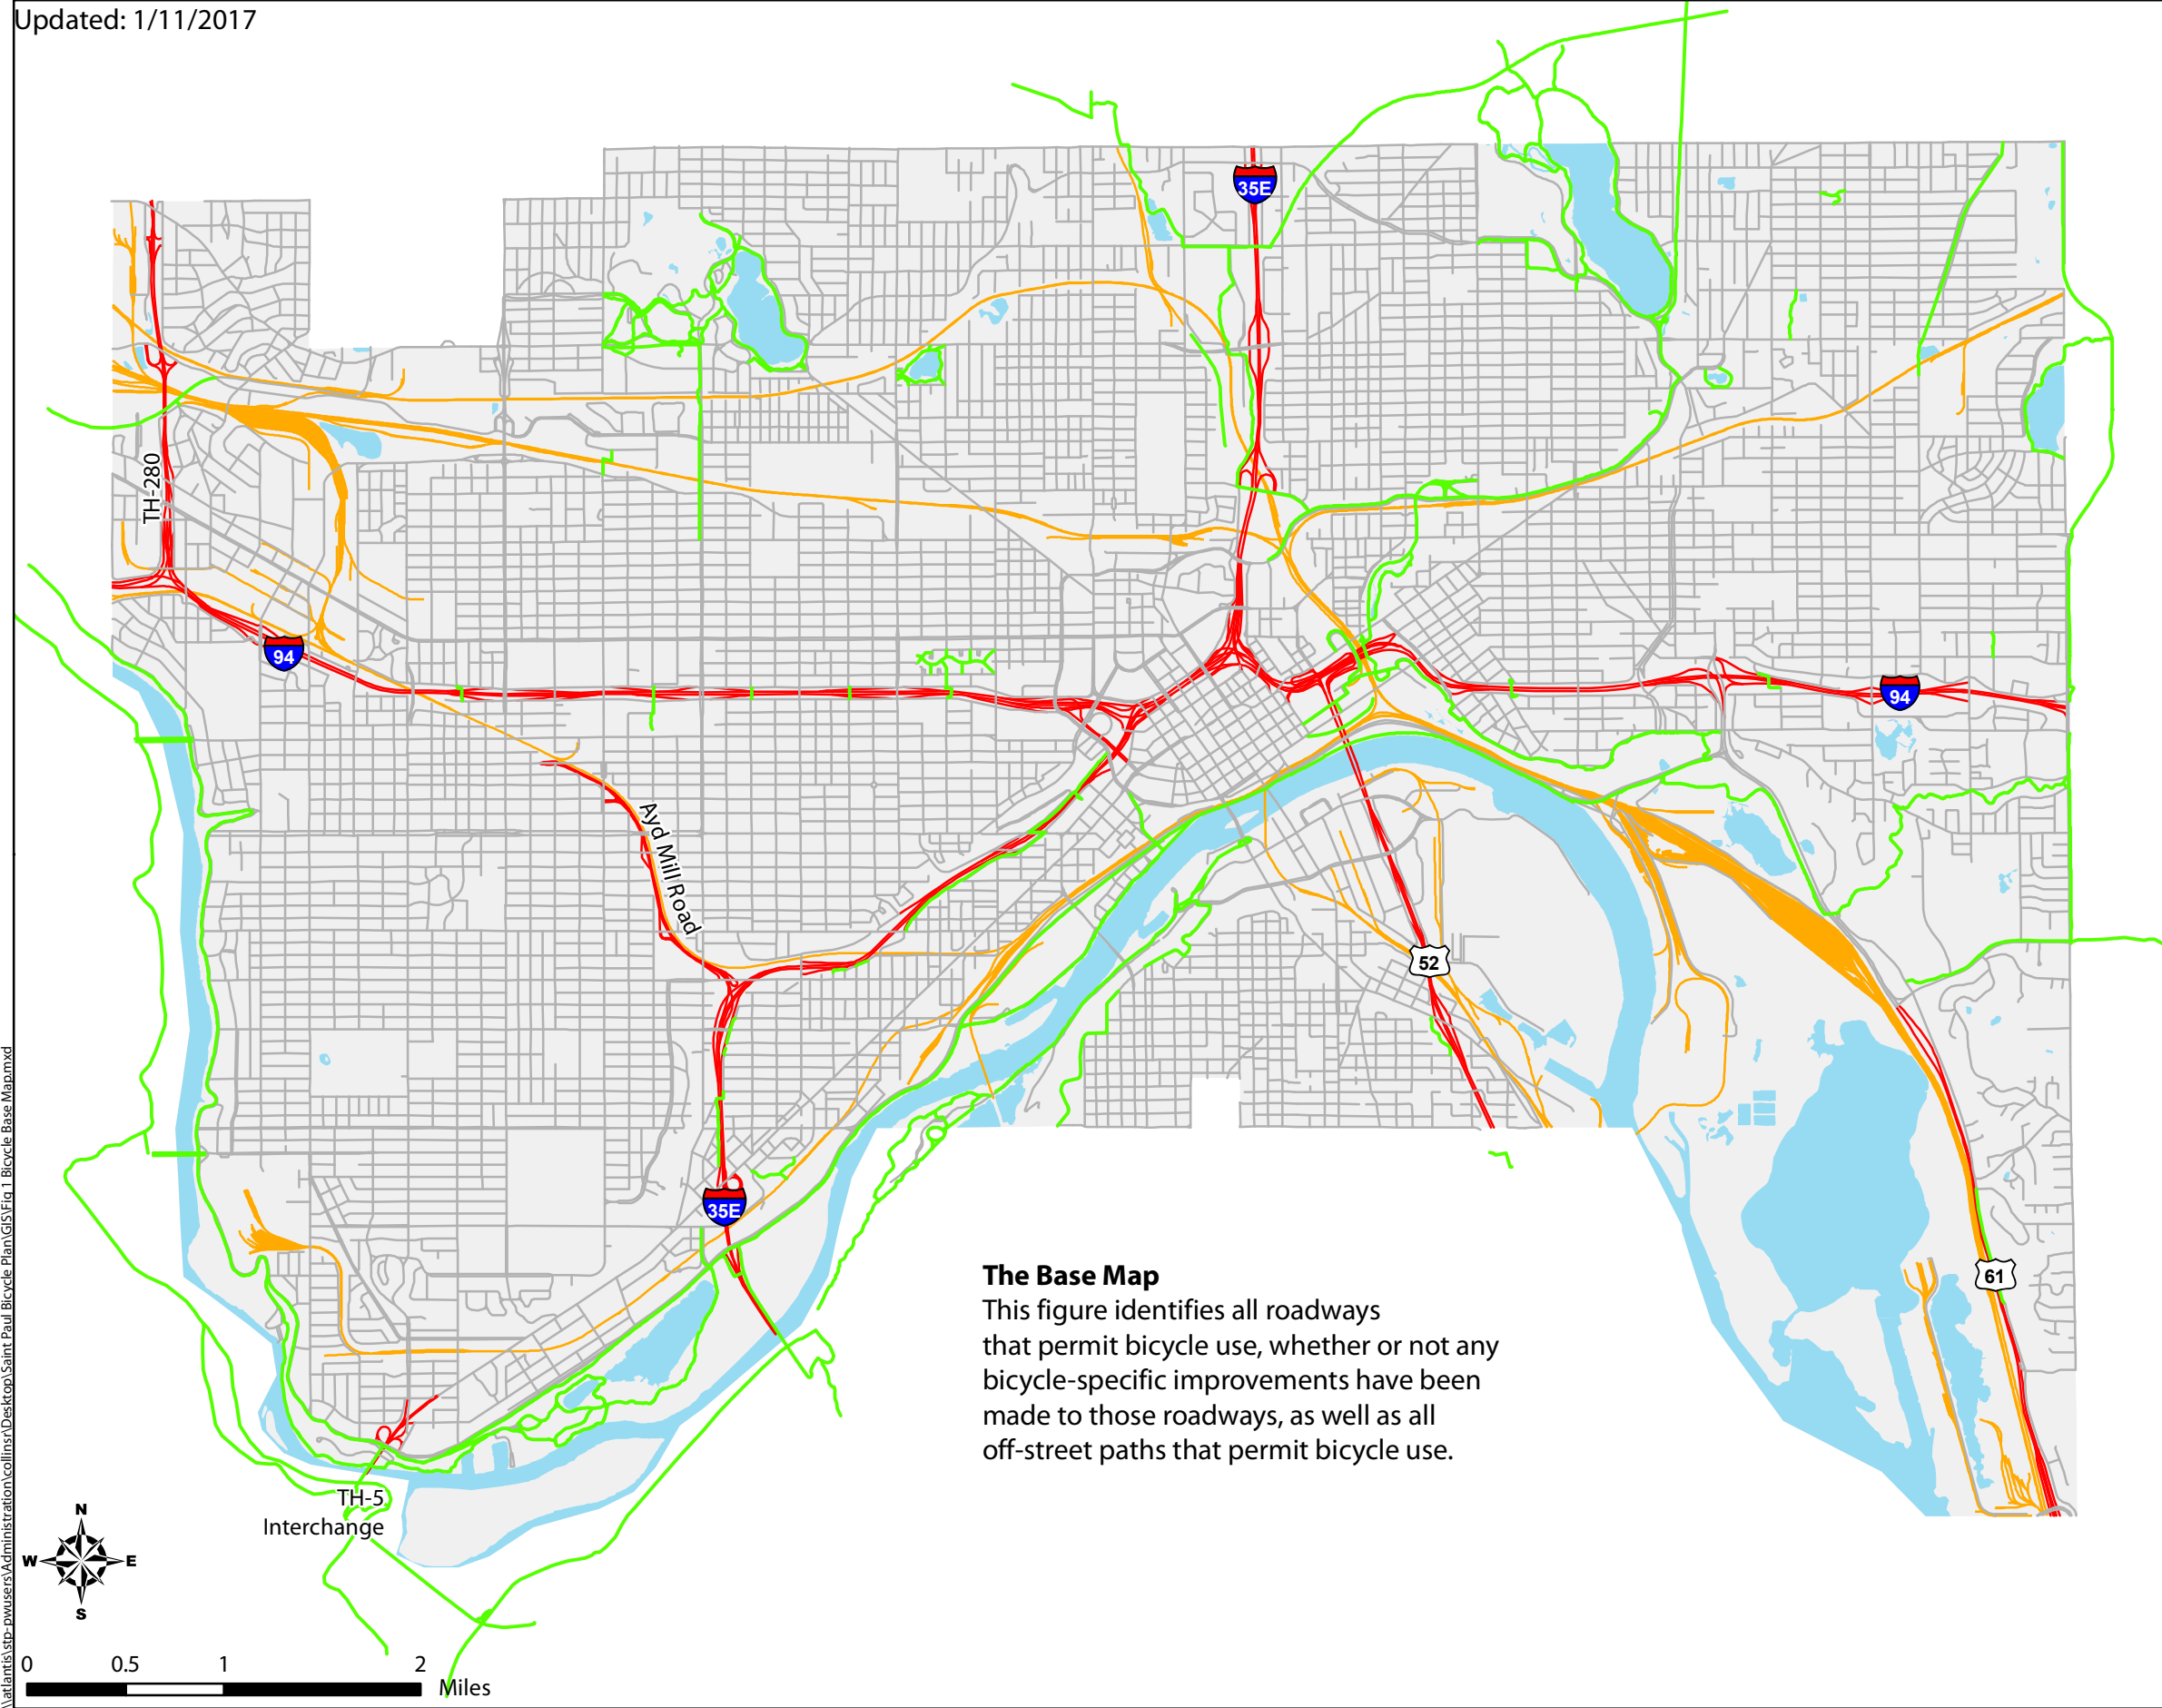 Updated: 1/11/2017
35E
TH-280
94
94
Ayd Mill Road
52
35E
The Base Map
This figure identifies all roadways
that permit bicycle use, whether or not any
bicycle-specific improvements have been
made to those roadways, as well as all
off-street paths that permit bicycle use.
61
TH-5
Interchange
N
W E
S
0 0.5 1 2
Miles
\\atlantis\stp-pwusers\Administration\collinsr\Desktop\Saint Paul Bicycle Plan\GIS\Fig 1 Bicycle Base Map.mxd